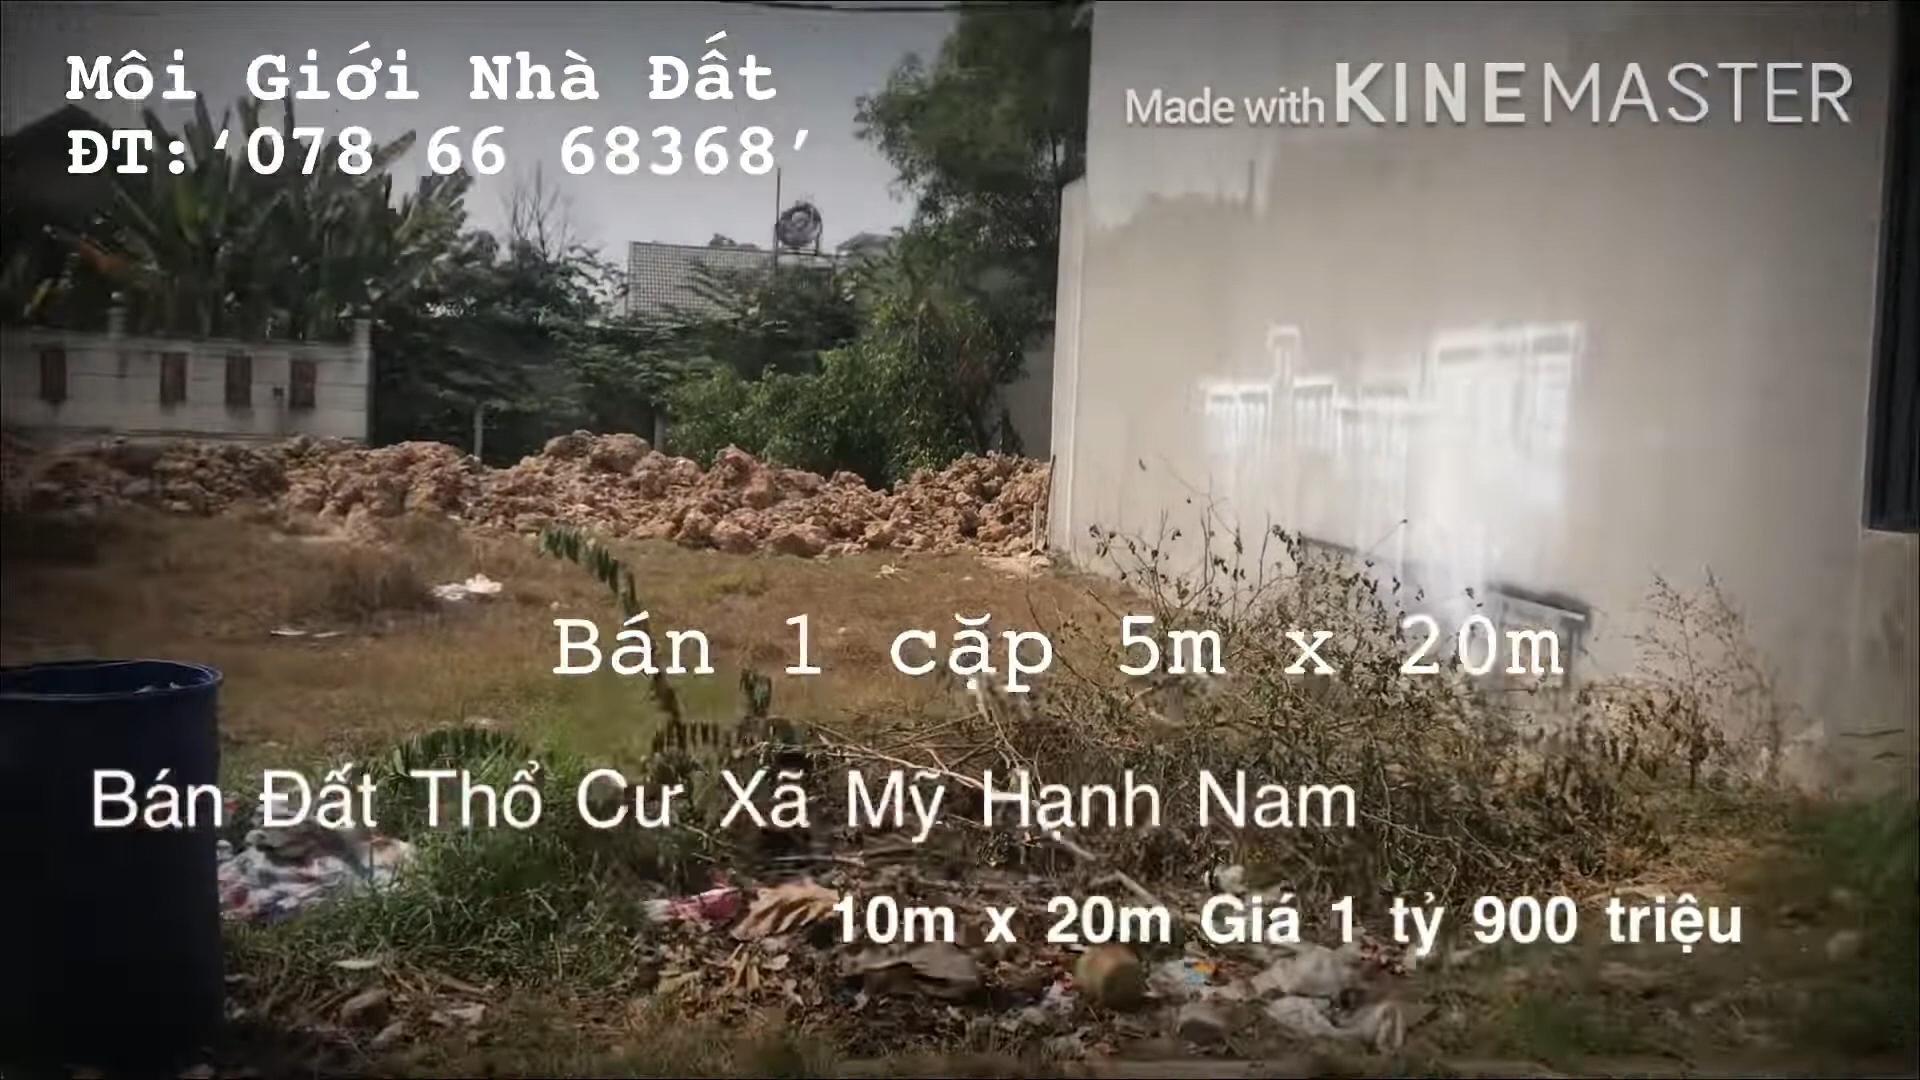 Môi Giới Nhà Đất
ĐT:‘078 66 68368’
Made with KINEMASTER
Bán 1 cặp 5m x 20m
Bán Đất Thổ Cư Xã Mỹ Hạnh Nam
10m x 20m Giá 1 tỷ 900 triệu